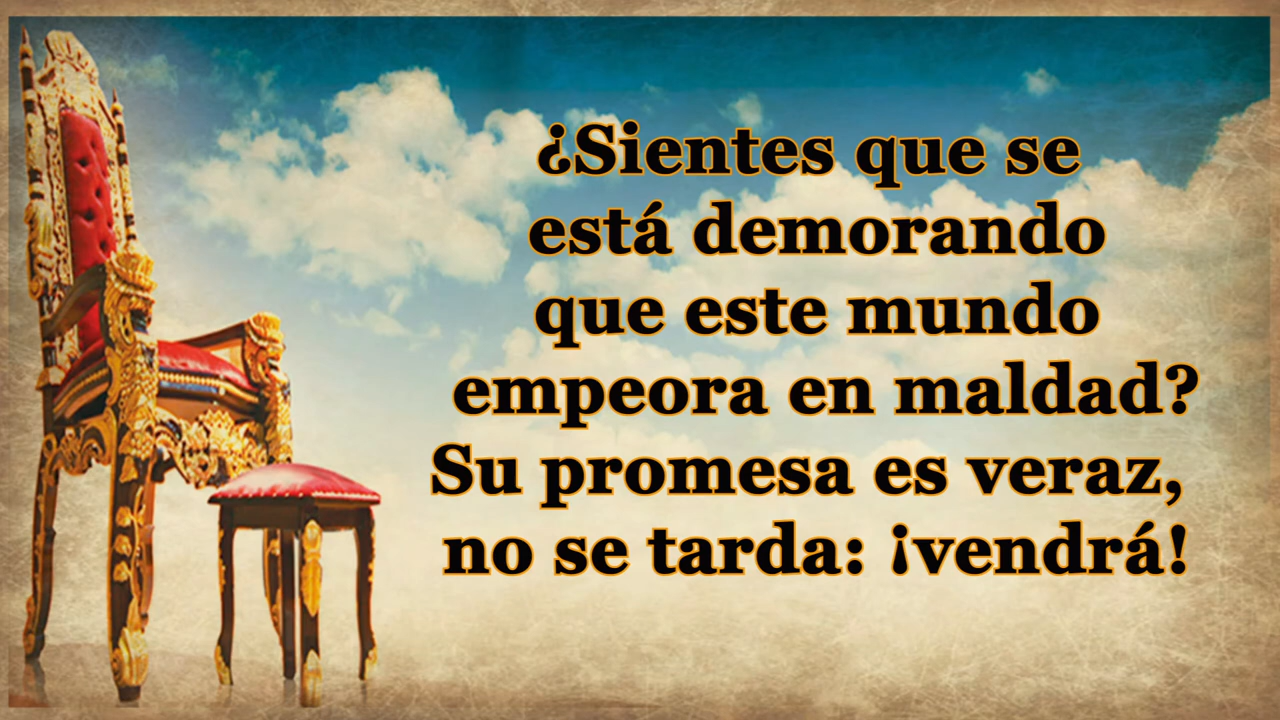 ¿Sientes que se
está demorando
que este mundo
empeora en maldad?
Su promesa es veraz,
no se tarda: ¡vendrá!